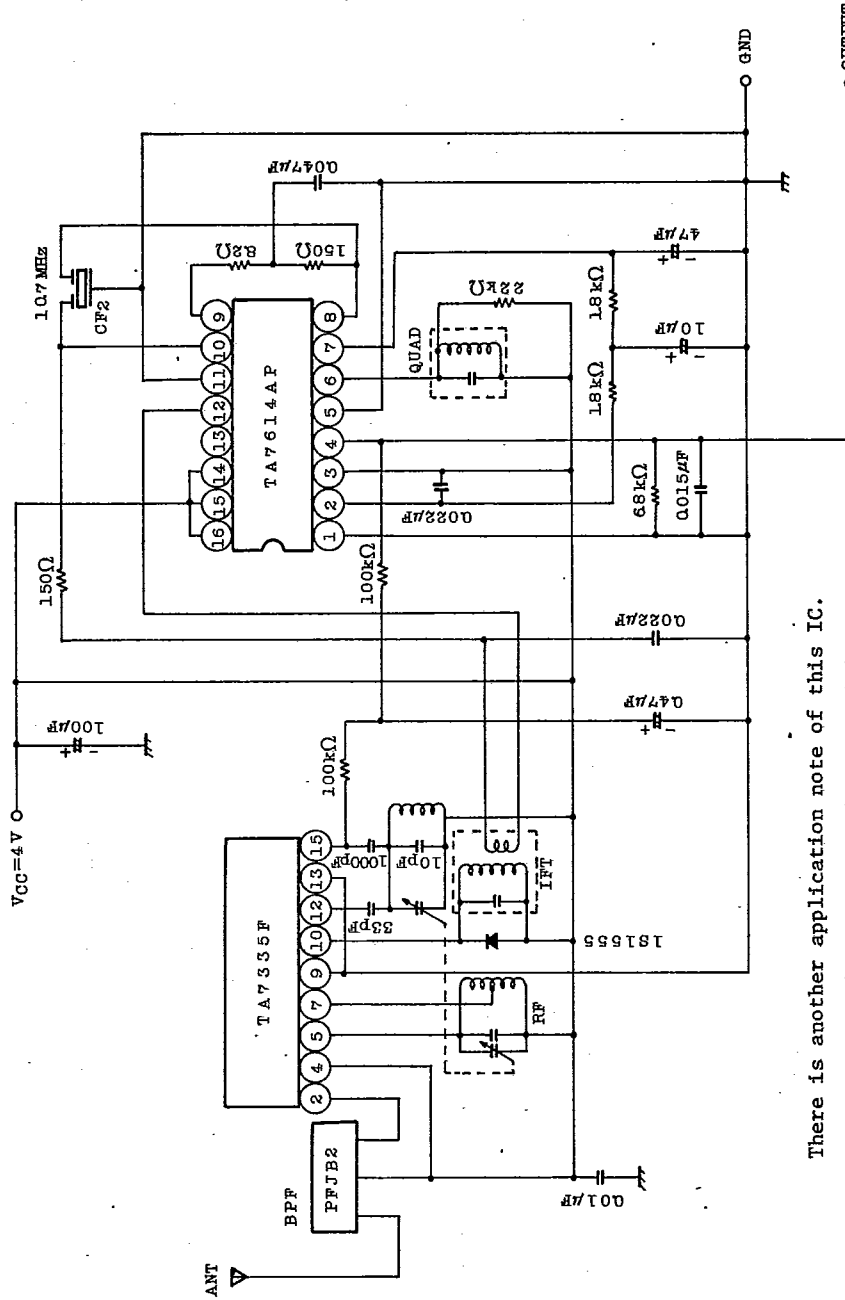 VCC=4V
100μF
+
-
150Ω
10.7MHz
CF2
8.2Ω
150Ω
0.047μF
TA7614AP
16
15
14
13
12
11
10
9
1
2
3
4
5
6
7
8
QUAD
22kΩ
0.022μF
100kΩ
6.8kΩ
0.015μF
1.8kΩ
1.8kΩ
10μF
+
-
47μF
+
-
GND
0.022μF
0.47μF
+
-
100kΩ
TA7335F
2
4
5
7
9
10
12
13
15
1000pF
33pF
10pF
IFT
1S1555
RF
BPF
PFJB2
ANT
0.01μF
There is another application note of this IC.